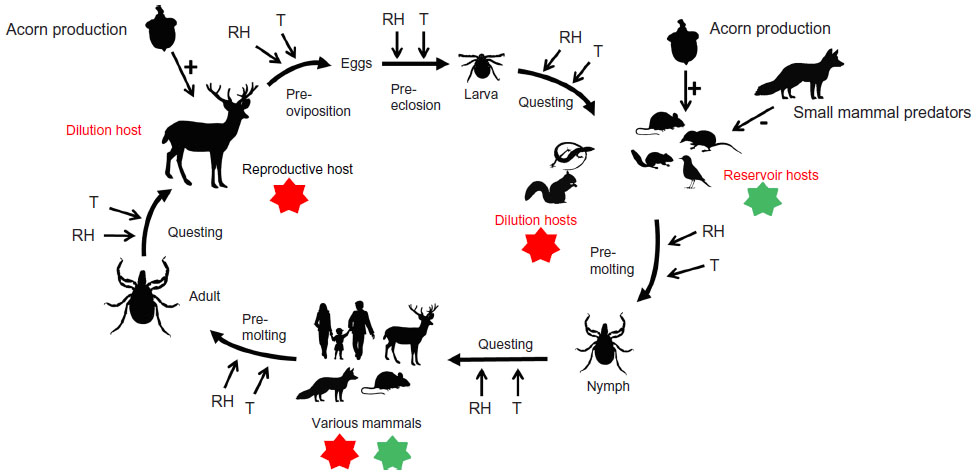 Acorn production
+
Dilution host
Reproductive host
RH
T
Pre-
oviposition
Eggs
RH
T
Pre-
eclosion
Larva
RH
T
Questing
Acorn production
+
Small mammal predators
-
Reservoir hosts
Dilution hosts
RH
T
Pre-
molting
Nymph
Questing
RH
T
Various mammals
Pre-
molting
RH
T
Adult
T
RH
Questing